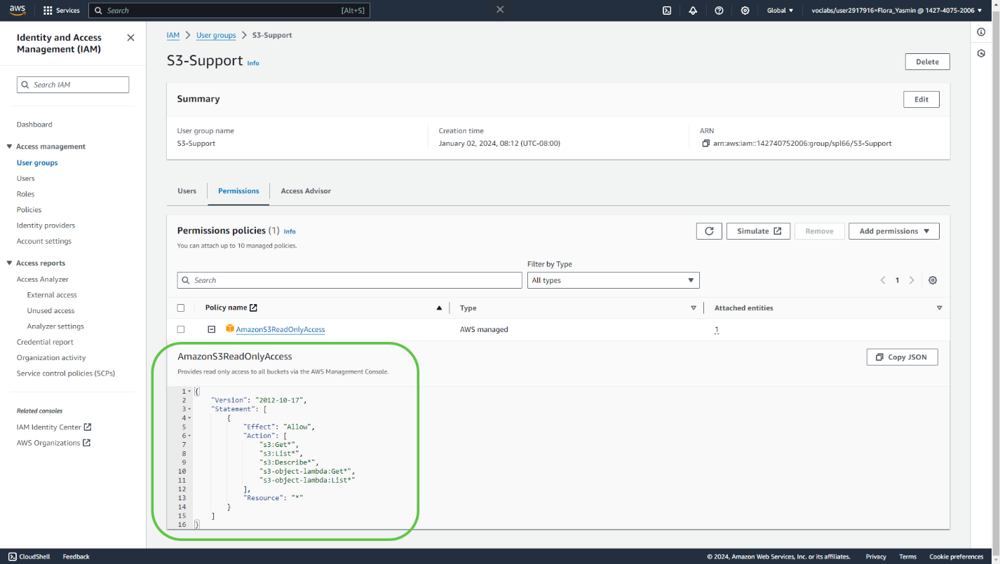 aws
Services
Search
[Alt+S]
Global
voclabs/user2917916=Flora_Yasmin @ 1427-4075-2006
Identity and Access
Management (IAM)
Search IAM
Dashboard
Access management
User groups
Users
Roles
Policies
Identity providers
Account settings
Access reports
Access Analyzer
External access
Unused access
Analyzer settings
Credential report
Organization activity
Service control policies (SCPs)
Related consoles
IAM Identity Center
AWS Organizations
IAM > User groups > S3-Support
S3-Support Info
Delete
Summary
Edit
User group name
S3-Support
Creation time
January 02, 2024, 08:12 (UTC-08:00)
ARN
arn:aws:iam::142740752006:group/spl66/S3-Support
Users
Permissions
Access Advisor
Permissions policies (1) Info
You can attach up to 10 managed policies.
Simulate
Remove
Add permissions
Filter by Type
Search
All types
1
Policy name
Type
Attached entities
AmazonS3ReadOnlyAccess
AWS managed
1
AmazonS3ReadOnlyAccess
Provides read only access to all buckets via the AWS Management Console.
Copy JSON
1 {
2 "Version": "2012-10-17",
3 "Statement": [
4 {
5 "Effect": "Allow",
6 "Action": [
7 "s3:Get*",
8 "s3:List*",
9 "s3:Describe*",
10 "s3-object-lambda:Get*",
11 "s3-object-lambda:List*"
12 ],
13 "Resource": "*"
14 }
15 ]
16 }
CloudShell
Feedback
© 2024, Amazon Web Services, Inc. or its affiliates.
Privacy
Terms
Cookie preferences